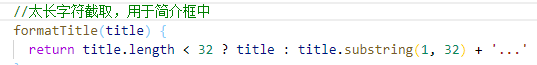 //太长字符截取，用于简介框中
formatTitle(title) {
return title.length < 32 ? title : title.substring(1, 32) + '...'